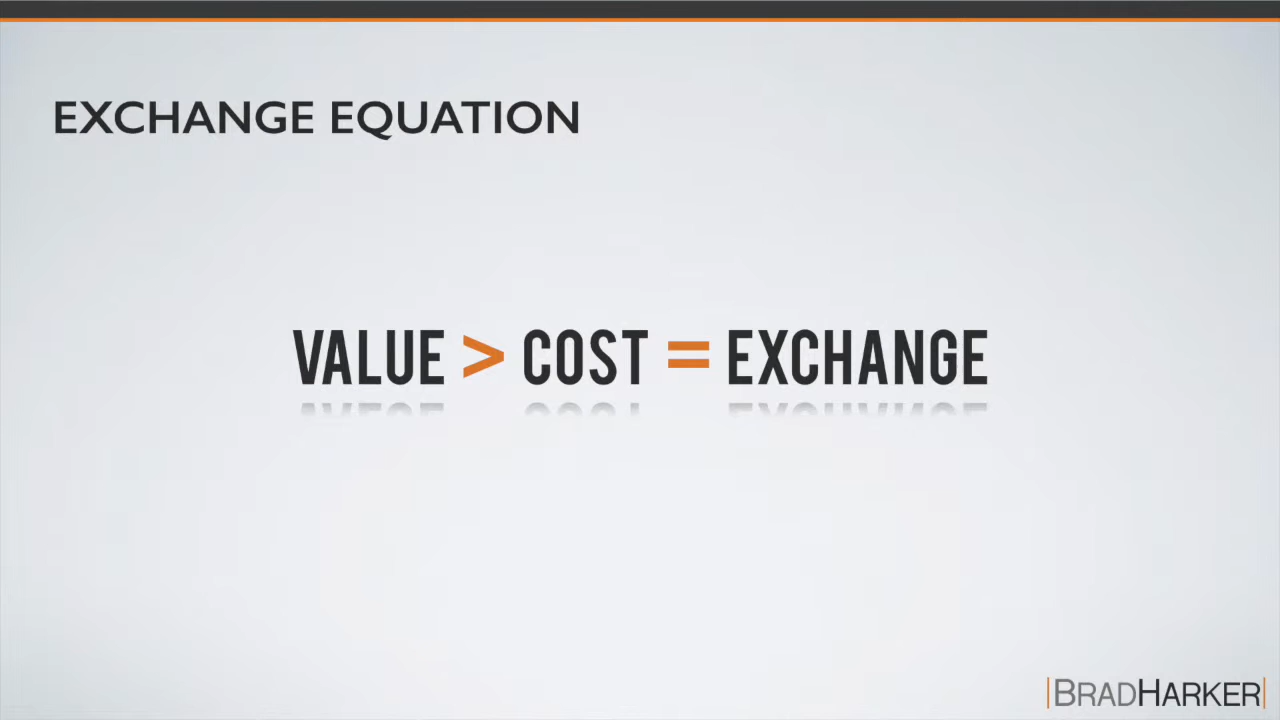 EXCHANGE EQUATION
VALUE > COST = EXCHANGE
|BRADHARKER|